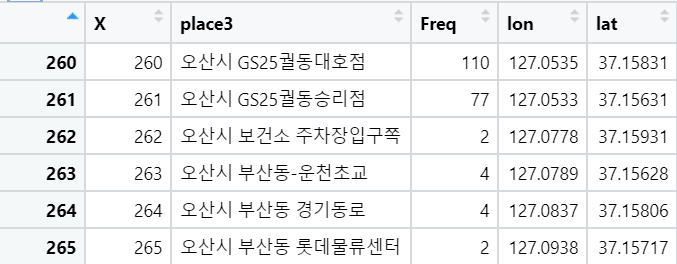 X place3 Freq lon lat
260 260 오산시 GS25궐동대호점 110 127.0535 37.15831
261 261 오산시 GS25궐동승리점 77 127.0533 37.15631
262 262 오산시 보건소 주차장입구쪽 2 127.0778 37.15931
263 263 오산시 부산동-운천초교 4 127.0789 37.15628
264 264 오산시 부산동 경기동로 4 127.0837 37.15806
265 265 오산시 부산동 롯데물류센터 2 127.0938 37.15717